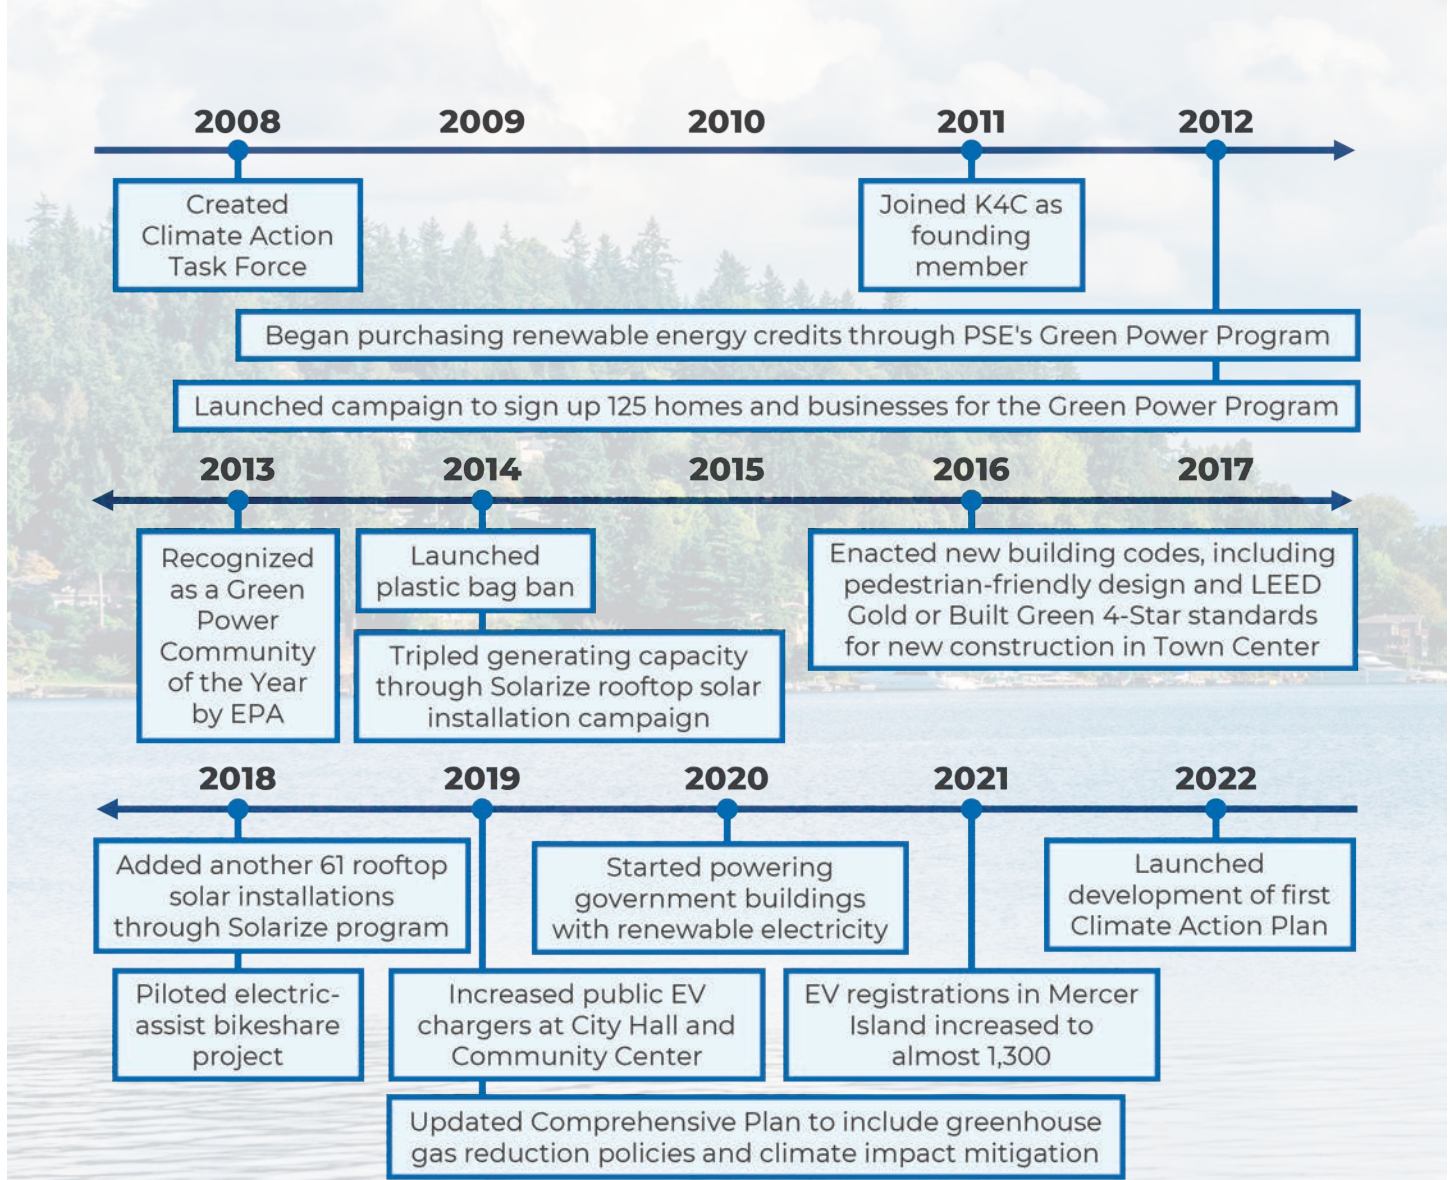 2008 2009 2010 2011 2012
Created
Climate Action
Task Force
Joined K4C as
founding
member
Began purchasing renewable energy credits through PSE's Green Power Program
Launched campaign to sign up 125 homes and businesses for the Green Power Program
2013 2014 2015 2016 2017
Recognized
as a Green
Power
Community
of the Year
by EPA
Launched
plastic bag ban
Tripled generating capacity
through Solarize rooftop solar
installation campaign
Enacted new building codes, including
pedestrian-friendly design and LEED
Gold or Built Green 4-Star standards
for new construction in Town Center
2018 2019 2020 2021 2022
Added another 61 rooftop
solar installations
through Solarize program
Piloted electric-
assist bikeshare
project
Increased public EV
chargers at City Hall and
Community Center
Updated Comprehensive Plan to include greenhouse
gas reduction policies and climate impact mitigation
Started powering
government buildings
with renewable electricity
EV registrations in Mercer
Island increased to
almost 1,300
Launched
development of first
Climate Action Plan